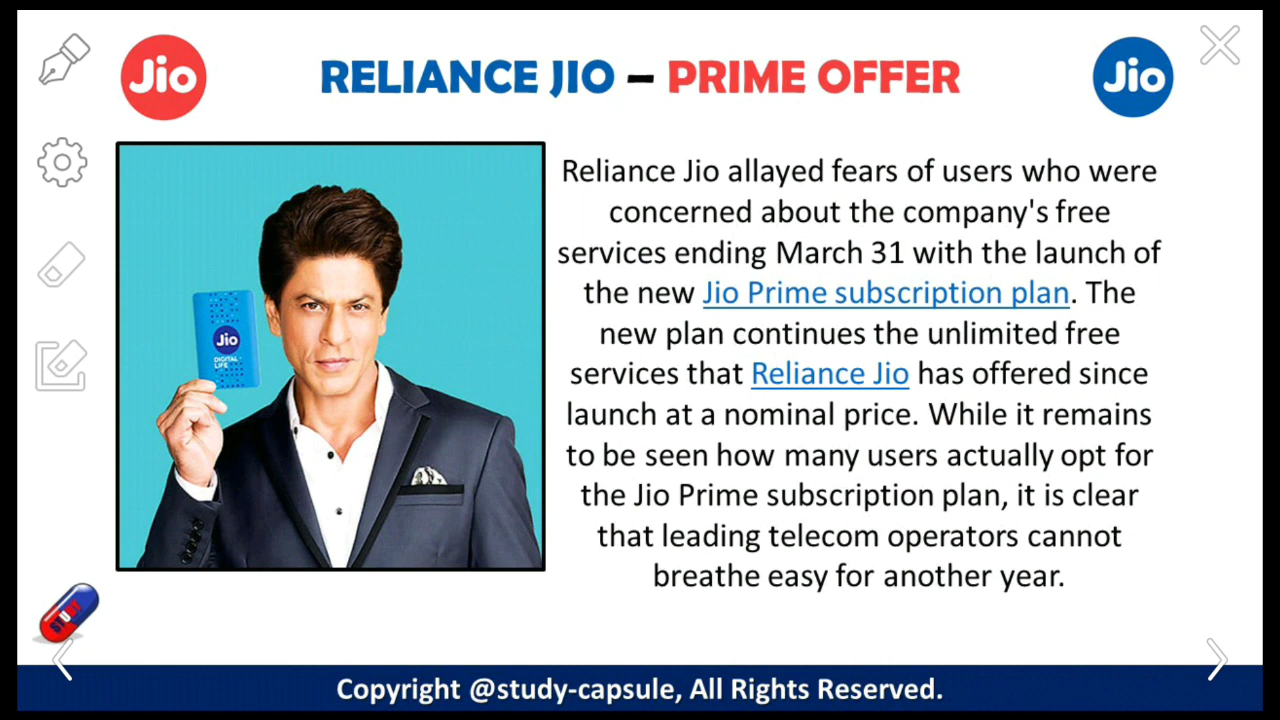 Jio
RELIANCE JIO – PRIME OFFER
Jio
Jio
DIGITAL
LIFE
Reliance Jio allayed fears of users who were
concerned about the company's free
services ending March 31 with the launch of
the new Jio Prime subscription plan. The
new plan continues the unlimited free
services that Reliance Jio has offered since
launch at a nominal price. While it remains
to be seen how many users actually opt for
the Jio Prime subscription plan, it is clear
that leading telecom operators cannot
breathe easy for another year.
STUDY
Copyright @study-capsule, All Rights Reserved.